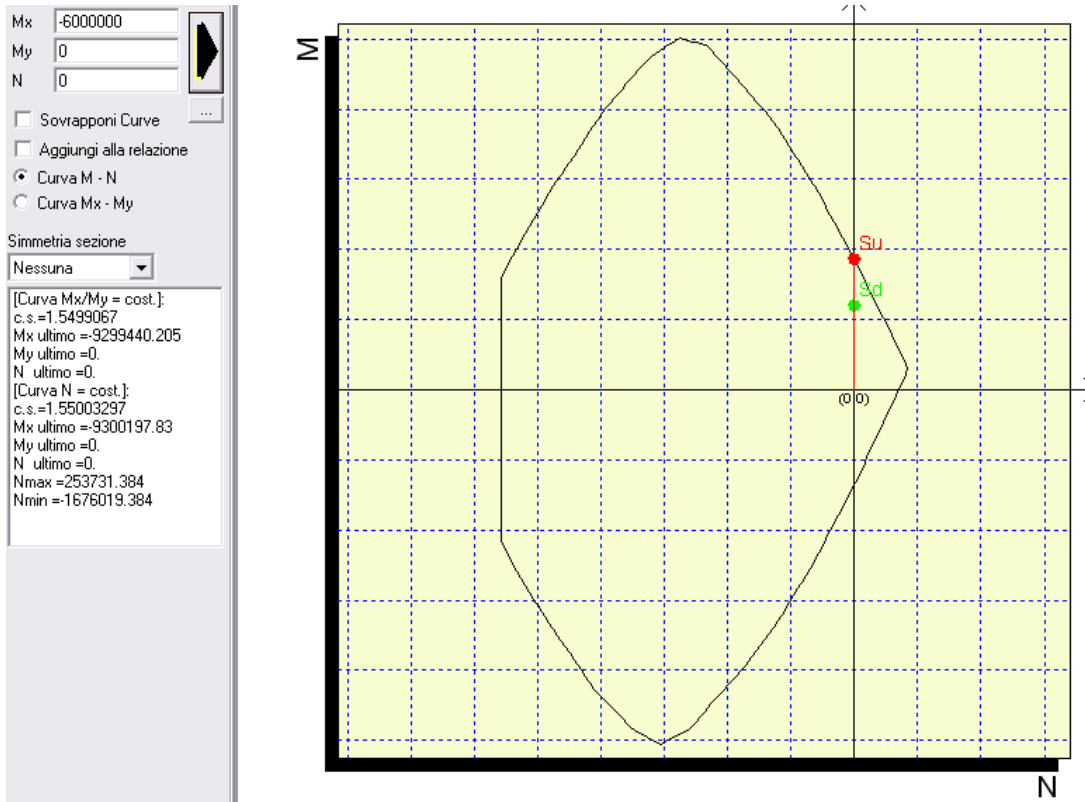 Mx -6000000
My 0
N 0
...
Sovrapponi Curve
Aggiungi alla relazione
Curva M - N
Curva Mx - My
Simmetria sezione
Nessuna
[Curva Mx/My = cost.]:
c.s.=1.5499067
Mx ultimo =-9299440.205
My ultimo =0.
N ultimo =0.
[Curva N = cost.]:
c.s.=1.55003297
Mx ultimo =-9300197.83
My ultimo =0.
N ultimo =0.
Nmax =253731.384
Nmin =-1676019.384
M
Su
Sd
(0,0)
N